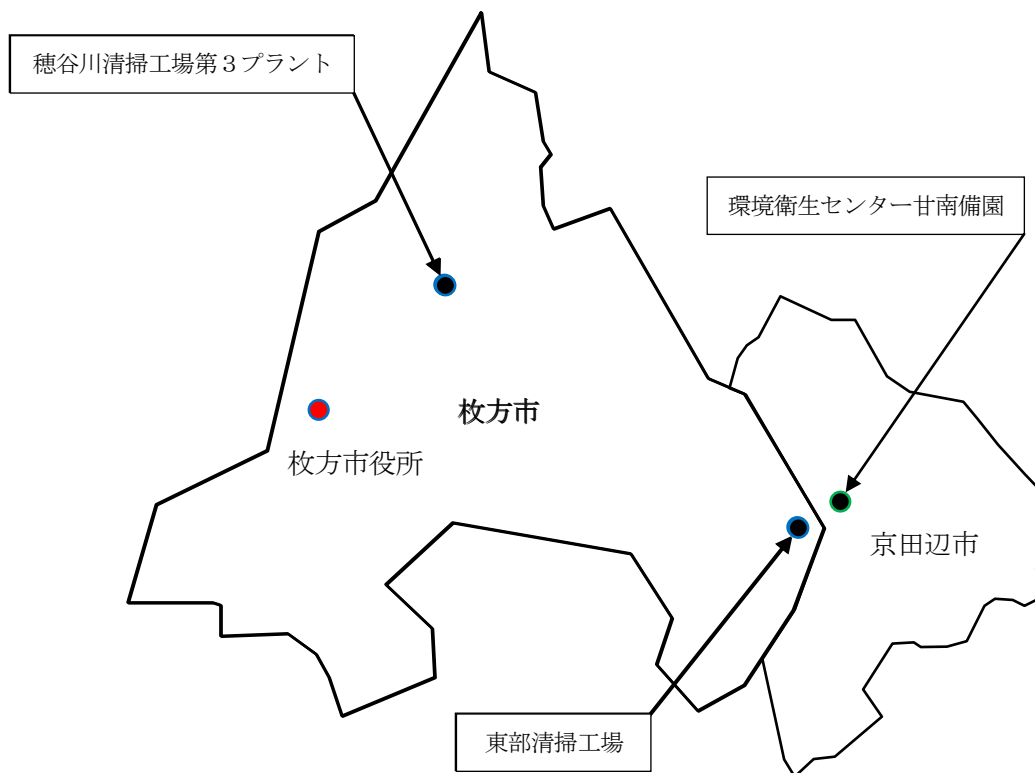 穂谷川清掃工場第３プラント
環境衛生センター甘南備園
枚方市
枚方市役所
京田辺市
東部清掃工場